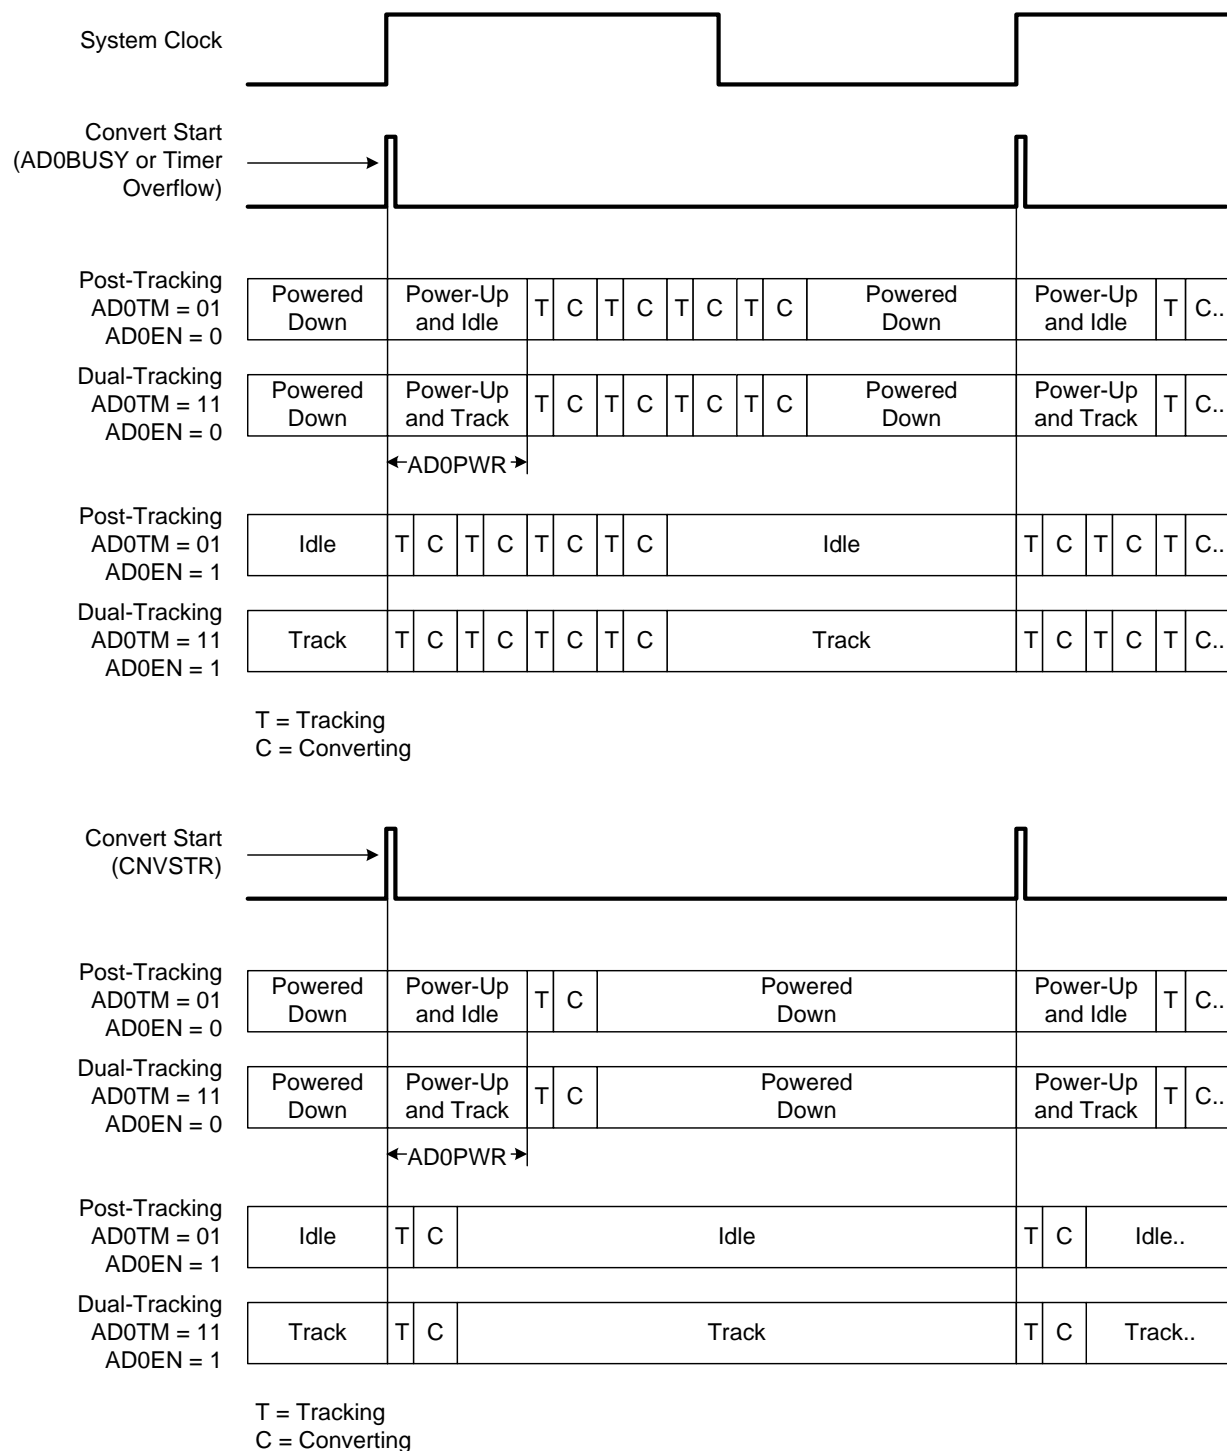 System Clock
Convert Start
(AD0BUSY or Timer
Overflow)
Post-Tracking
AD0TM = 01
AD0EN = 0
Powered Down Power-Up and Idle T C T C T C T C Powered Down Power-Up and Idle T C..
Dual-Tracking
AD0TM = 11
AD0EN = 0
Powered Down Power-Up and Track T C T C T C T C Powered Down Power-Up and Track T C..
AD0PWR
Post-Tracking
AD0TM = 01
AD0EN = 1
Idle T C T C T C T C Idle T C T C T C..
Dual-Tracking
AD0TM = 11
AD0EN = 1
Track T C T C T C T C Track T C T C T C..
T = Tracking
C = Converting
Convert Start
(CNVSTR)
Post-Tracking
AD0TM = 01
AD0EN = 0
Powered Down Power-Up and Idle T C Powered Down Power-Up and Idle T C..
Dual-Tracking
AD0TM = 11
AD0EN = 0
Powered Down Power-Up and Track T C Powered Down Power-Up and Track T C..
AD0PWR
Post-Tracking
AD0TM = 01
AD0EN = 1
Idle T C Idle T C Idle..
Dual-Tracking
AD0TM = 11
AD0EN = 1
Track T C Track T C Track..
T = Tracking
C = Converting